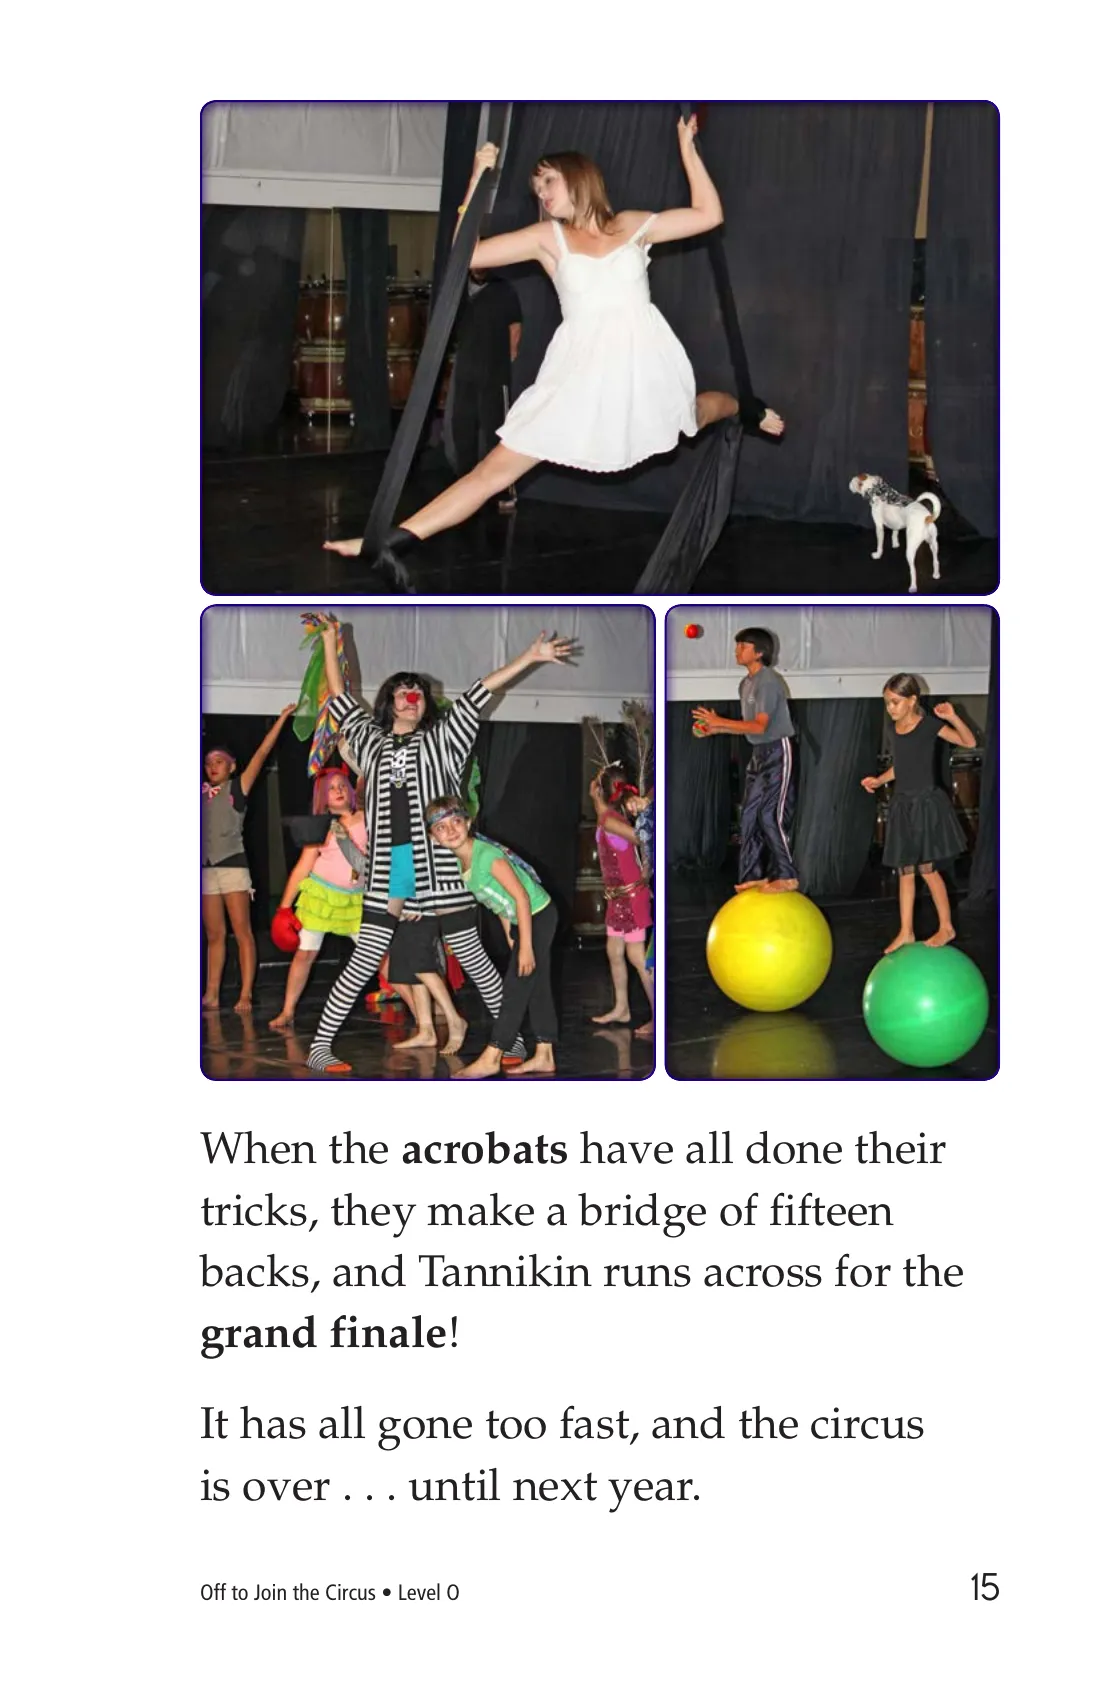 When the acrobats have all done their
tricks, they make a bridge of fifteen
backs, and Tannikin runs across for the
grand finale!
It has all gone too fast, and the circus
is over . . . until next year.
Off to Join the Circus • Level O
15